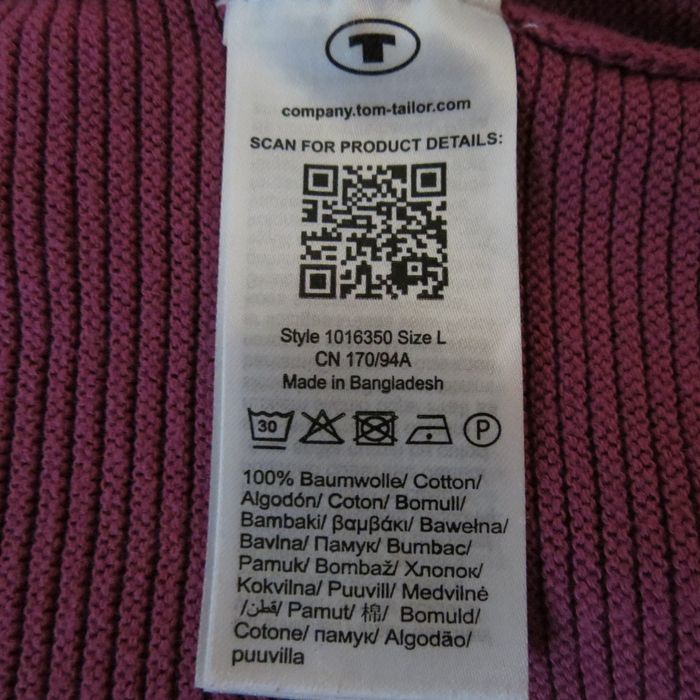 T
company.tom-tailor.com
SCAN FOR PRODUCT DETAILS:
Style 1016350 Size L
CN 170/94A
Made in Bangladesh
30 P
100% Baumwolle/ Cotton/
Algodón/ Coton/ Bomull/
Bambaki/ βαμβάκι/ Bawełna/
Bavlna/ Памук/ Bumbac/
Pamuk/ Bombaž/ Хлопок/
Kokvilna/ Puuvill/ Medvilnė
/قطن/ Pamut/ 棉/ Bomuld/
Cotone/ памук/ Algodão/
puuvilla